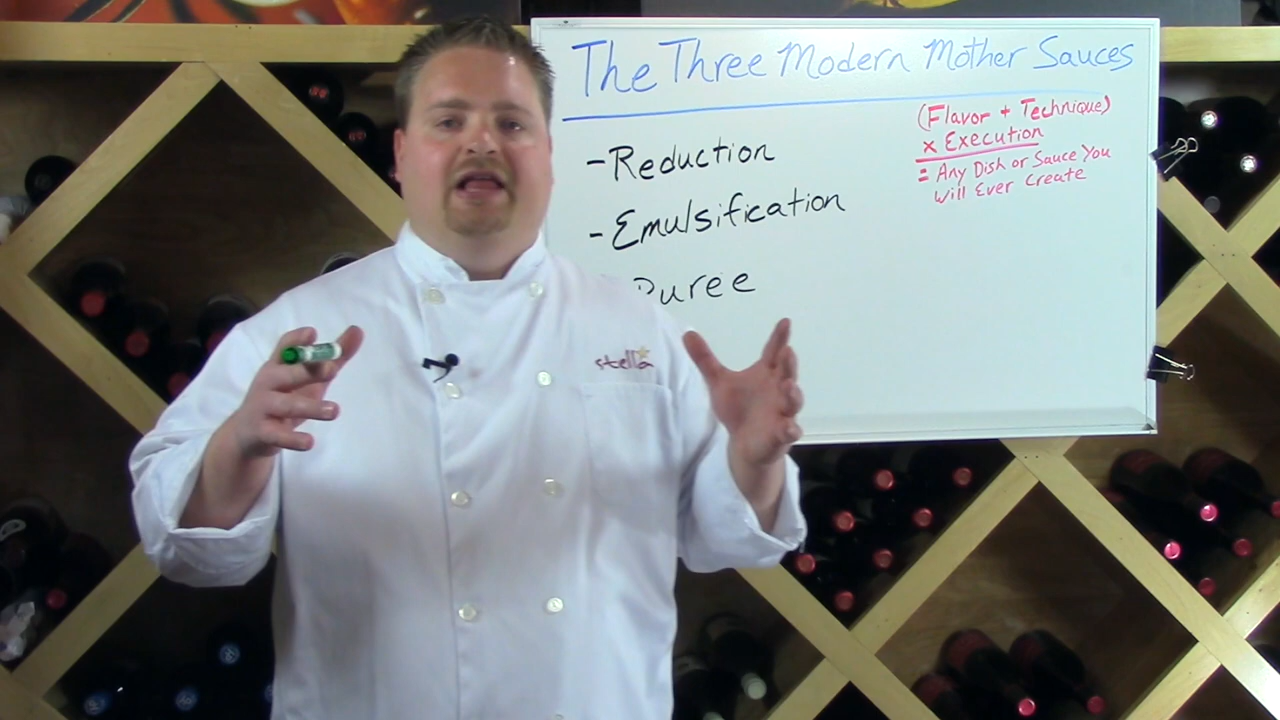 The Three Modern Mother Sauces
(Flavor + Technique)
x Execution
= Any Dish or Sauce You
Will Ever Create
-Reduction
-Emulsification
Puree
stella